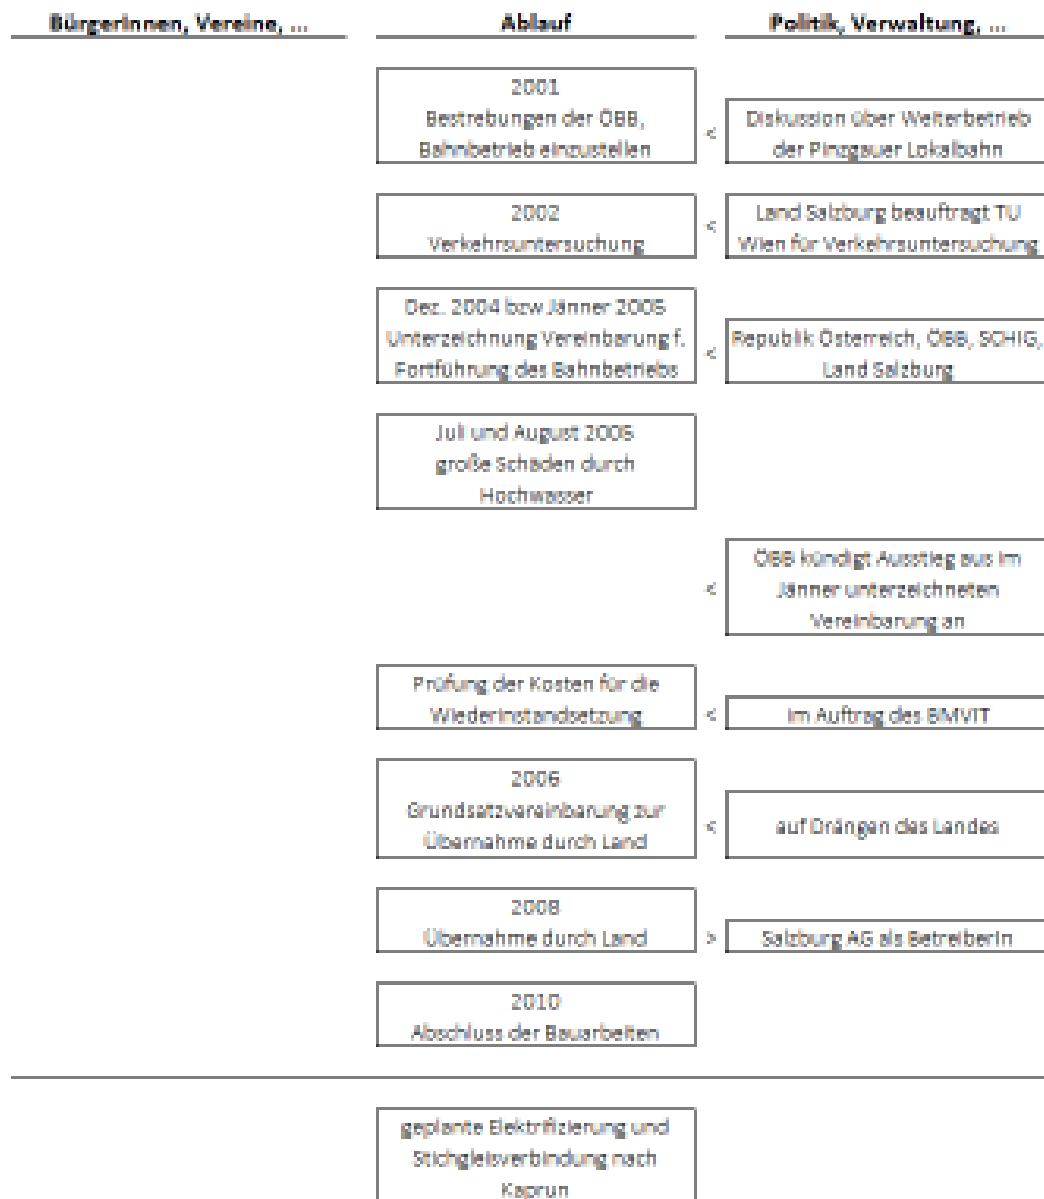 BürgerInnen, Vereine, ...
Ablauf
Politik, Verwaltung, ...
2001
Bestrebungen der ÖBB,
Bahnbetrieb einzustellen
<
Diskussion über Weiterbetrieb
der Pinzgauer Lokalbahn
2002
Verkehrsuntersuchung
<
Land Salzburg beauftragt TU
Wien für Verkehrsuntersuchung
Dez. 2004 bzw Jänner 2005
Unterzeichnung Vereinbarung f.
Fortführung des Bahnbetriebs
<
Republik Österreich, ÖBB, SCHIG,
Land Salzburg
Juli und August 2005
große Schäden durch
Hochwasser
<
ÖBB kündigt Ausstieg aus im
Jänner unterzeichneten
Vereinbarung an
Prüfung der Kosten für die
Wiederinstandsetzung
<
im Auftrag des BMVIT
2006
Grundsatzvereinbarung zur
Übernahme durch Land
<
auf Drängen des Landes
2008
Übernahme durch Land
>
Salzburg AG als BetreiberIn
2010
Abschluss der Bauarbeiten
geplante Elektrifizierung und
Stichgleisverbindung nach
Kaprun